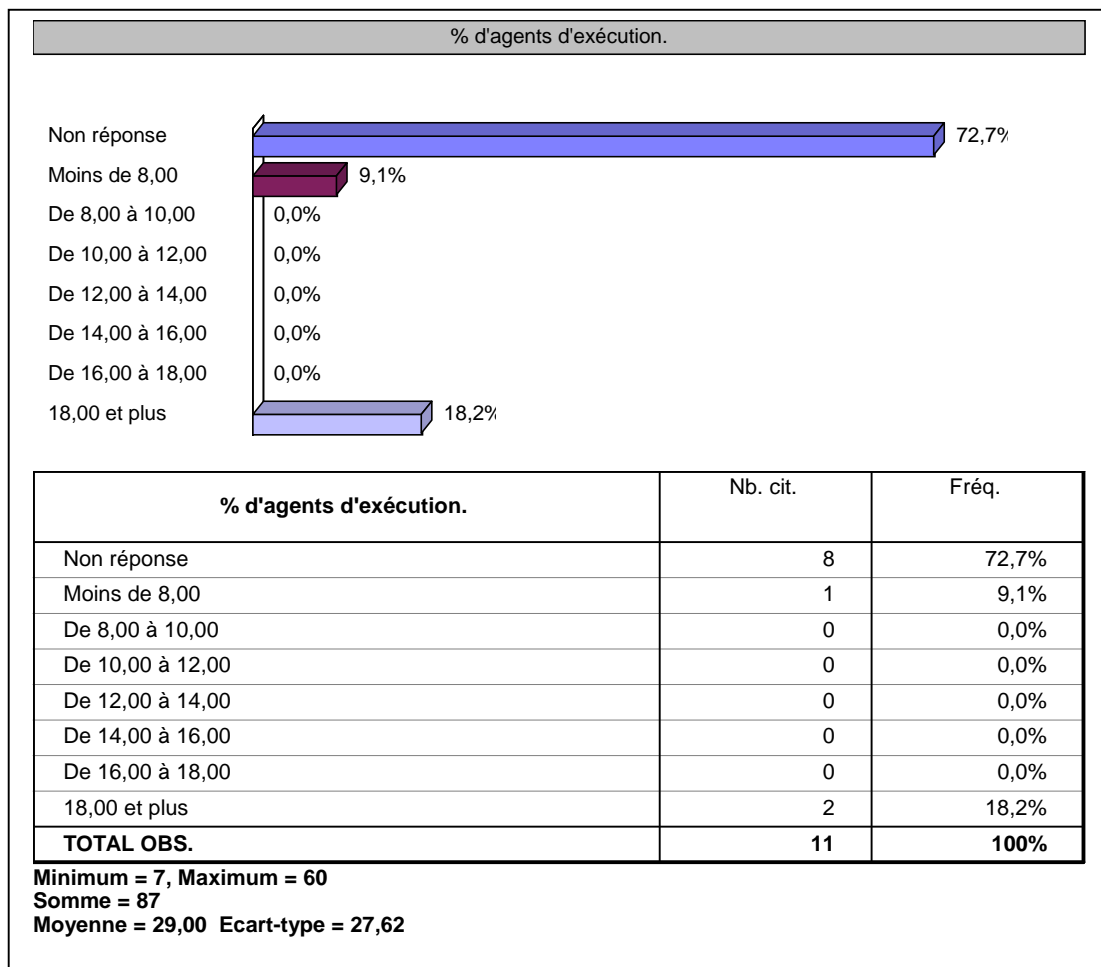 % d'agents d'exécution.
Non réponse 72,7%
Moins de 8,00 9,1%
De 8,00 à 10,00 0,0%
De 10,00 à 12,00 0,0%
De 12,00 à 14,00 0,0%
De 14,00 à 16,00 0,0%
De 16,00 à 18,00 0,0%
18,00 et plus 18,2%
% d'agents d'exécution. Nb. cit. Fréq.
Non réponse 8 72,7%
Moins de 8,00 1 9,1%
De 8,00 à 10,00 0 0,0%
De 10,00 à 12,00 0 0,0%
De 12,00 à 14,00 0 0,0%
De 14,00 à 16,00 0 0,0%
De 16,00 à 18,00 0 0,0%
18,00 et plus 2 18,2%
TOTAL OBS. 11 100%
Minimum = 7, Maximum = 60
Somme = 87
Moyenne = 29,00 Ecart-type = 27,62